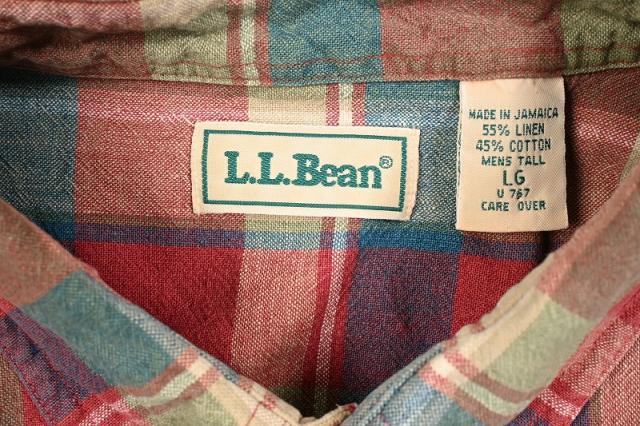 L.L.Bean®
MADE IN JAMAICA
55% LINEN
45% COTTON
MENS TALL
LG
U 767
CARE OVER